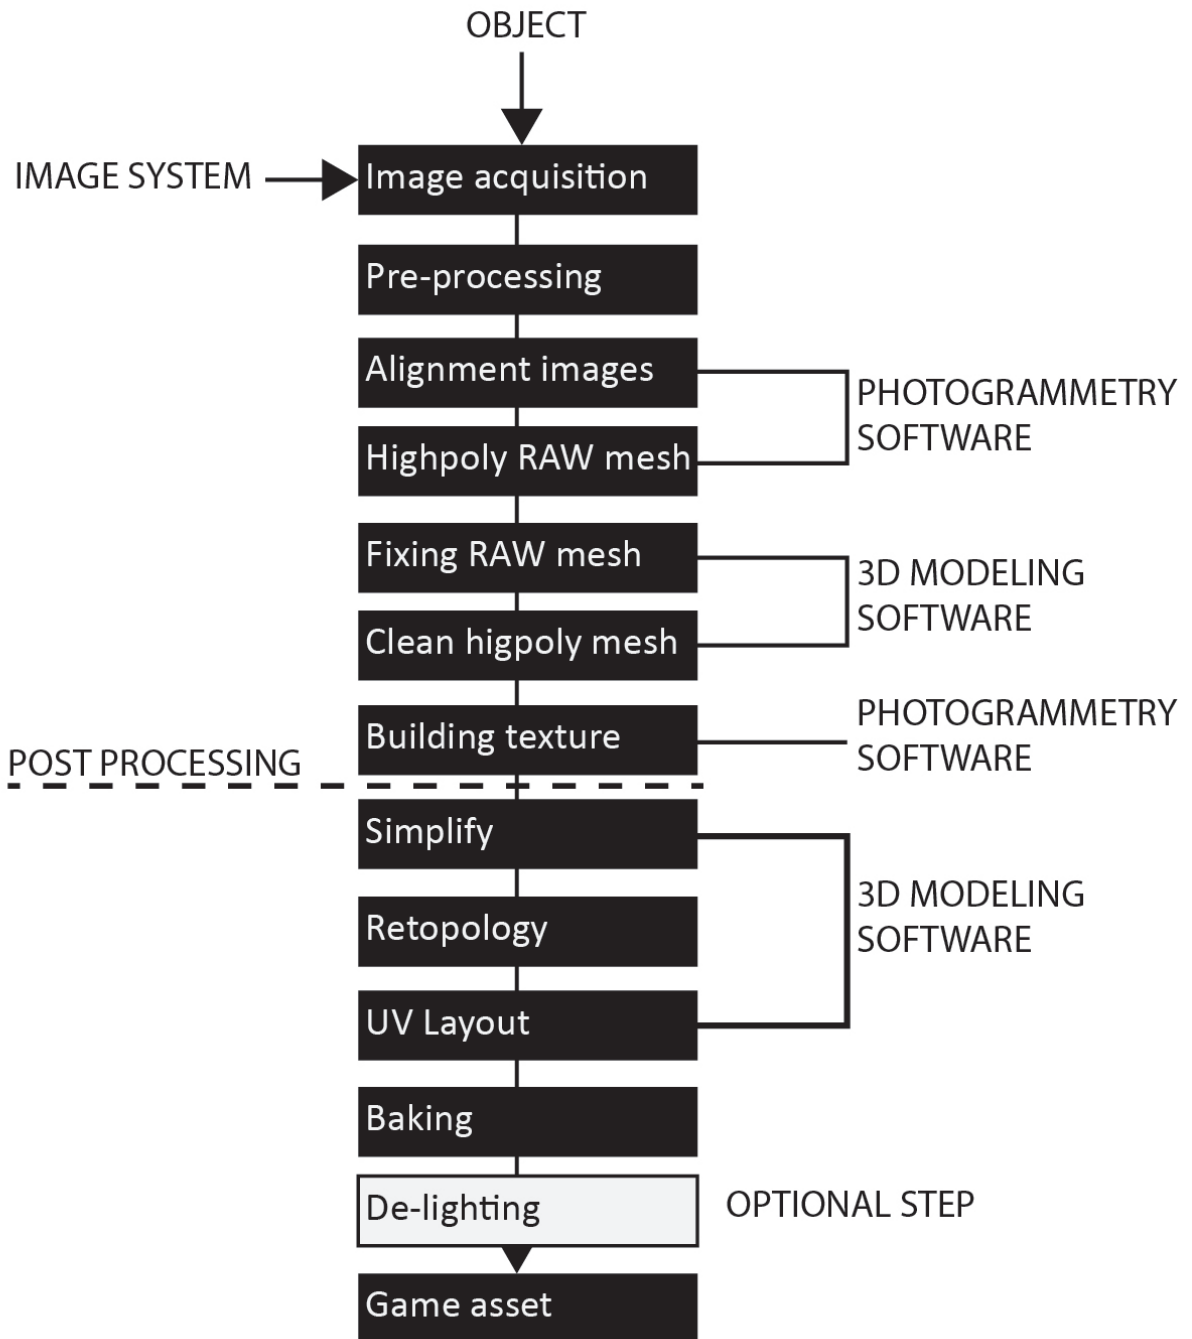 OBJECT
IMAGE SYSTEM
Image acquisition
Pre-processing
Alignment images
PHOTOGRAMMETRY
SOFTWARE
Highpoly RAW mesh
Fixing RAW mesh
3D MODELING
SOFTWARE
Clean higpoly mesh
Building texture
PHOTOGRAMMETRY
SOFTWARE
POST PROCESSING
Simplify
Retopology
3D MODELING
SOFTWARE
UV Layout
Baking
De-lighting
OPTIONAL STEP
Game asset